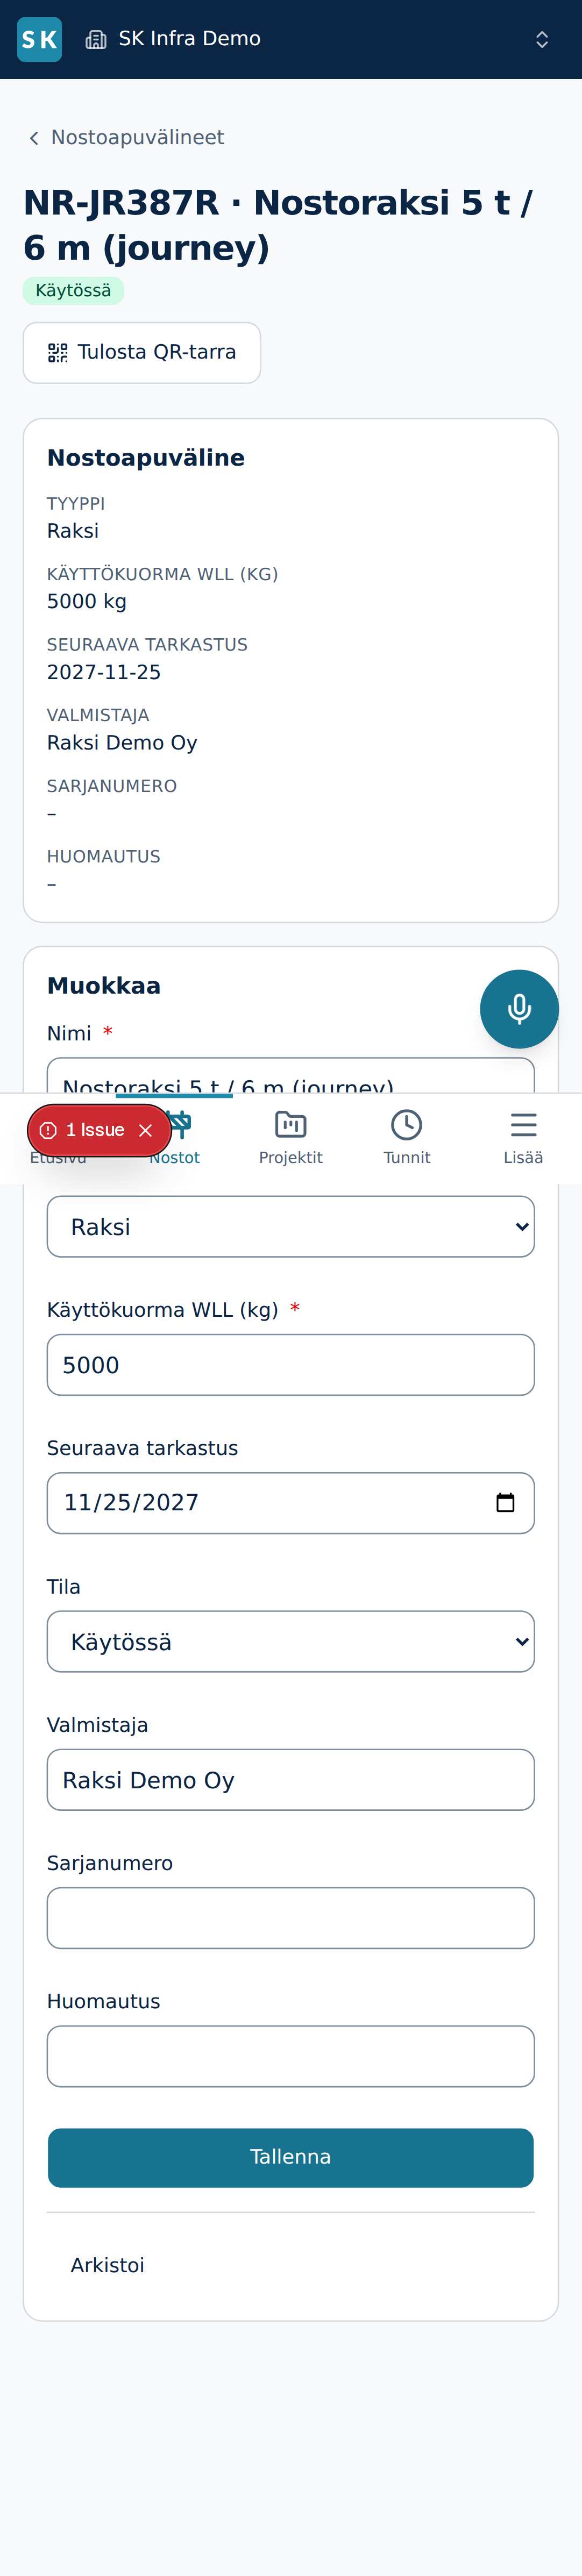 SK
SK Infra Demo
Nostoapuvälineet
NR-JR387R · Nostoraksi 5 t /
6 m (journey)
Käytössä
Tulosta QR-tarra
Nostoapuväline
TYYPPI
Raksi
KÄYTTÖKUORMA WLL (KG)
5000 kg
SEURAAVA TARKASTUS
2027-11-25
VALMISTAJA
Raksi Demo Oy
SARJANUMERO
–
HUOMAUTUS
–
Muokkaa
Nimi *
Nostoraksi 5 t / 6 m (journey)
1 Issue
Etusivu
Nostot
Projektit
Tunnit
Lisää
Raksi
Käyttökuorma WLL (kg) *
5000
Seuraava tarkastus
11/25/2027
Tila
Käytössä
Valmistaja
Raksi Demo Oy
Sarjanumero
Huomautus
Tallenna
Arkistoi